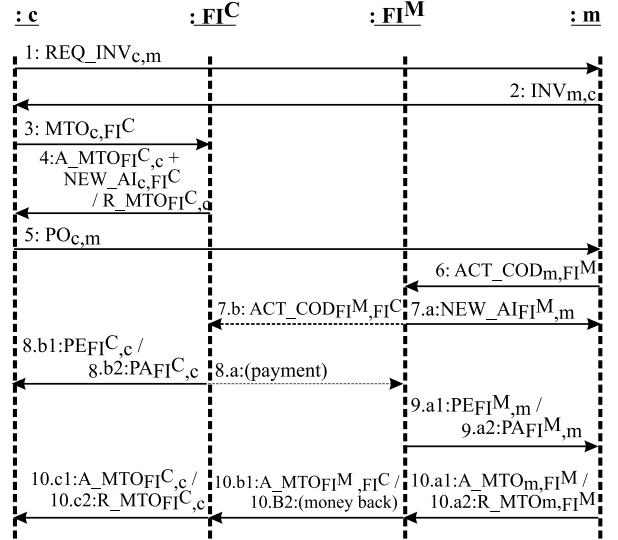 : c : FIC : FIM : m
1: REQ_INVc,m
2: INVm,c
3: MTOc,FIC
4:A_MTOFIC,c +
NEW_AIc,FIC
/ R_MTOFIC,c
5: POc,m
6: ACT_CODm,FIM
7.b: ACT_CODFIM,FIC 7.a:NEW_AIFIM,m
8.b1:PEFIC,c /
8.b2:PAFIC,c 8.a:(payment)
9.a1:PEFIM,m /
9.a2:PAFIM,m
10.c1:A_MTOFIC,c / 10.b1:A_MTOFIM ,FIC / 10.a1:A_MTOm,FIM /
10.c2:R_MTOFIC,c 10.B2:(money back) 10.a2:R_MTOm,FIM